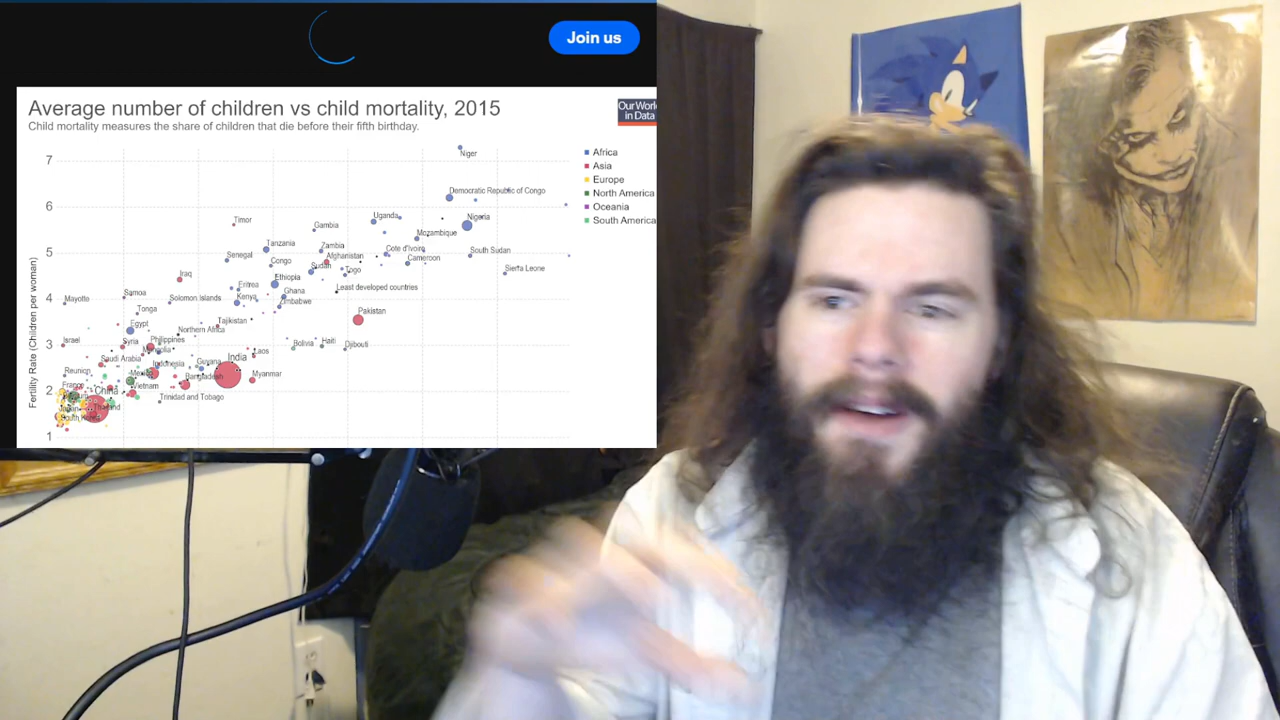 Join us
Average number of children vs child mortality, 2015
Child mortality measures the share of children that die before their fifth birthday.
Our World
in Data
Fertility Rate (Children per woman)
7
6
5
4
3
2
1
Africa
Asia
Europe
North America
Oceania
South America
Niger
Democratic Republic of Congo
Timor
Uganda
Nigeria
Gambia
Mozambique
Tanzania
Zambia
Cote d'Ivoire
South Sudan
Senegal
Congo
Afghanistan
Cameroon
Sudan
Togo
Sierra Leone
Iraq
Ethiopia
Eritrea
Least developed countries
Mayotte
Samoa
Solomon Islands
Kenya
Ghana
Zimbabwe
Tonga
Pakistan
Egypt
Tajikistan
Northern Africa
Israel
Syria
Philippines
Bolivia
Haiti
Djibouti
Laos
Saudi Arabia
Indonesia
Guyana
India
Reunion
Bangladesh
Myanmar
France
China
Vietnam
Trinidad and Tobago